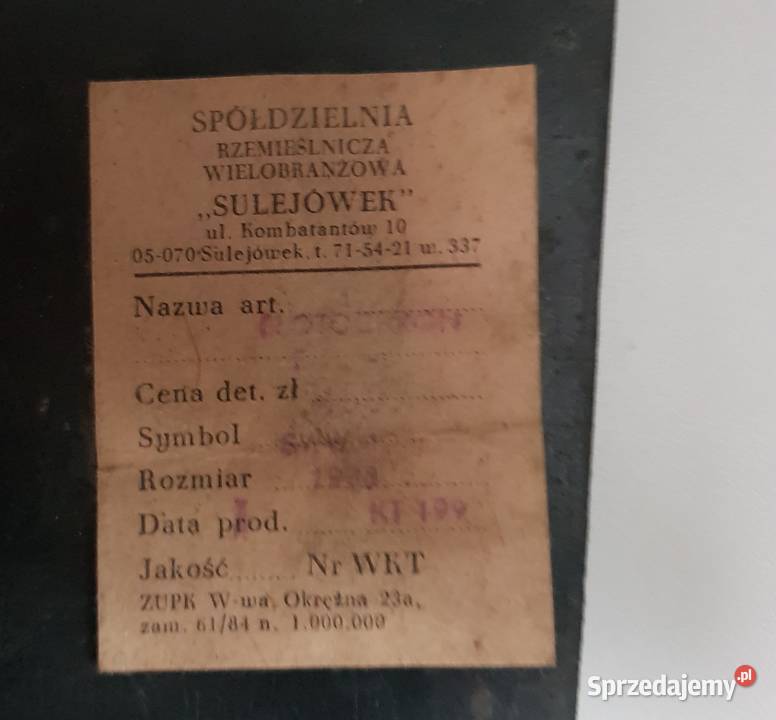 SPÓŁDZIELNIA
RZEMIEŚLNICZA
WIELOBRANŻOWA
„SULEJÓWEK”
ul. Kombatantów 10
05-070 Sulejówek, t. 71-54-21 w. 337
Nazwa art.
Cena det. zł
Symbol
Rozmiar
Data prod. KT 199
Jakość Nr WKT
ZUPK W-wa, Okrężna 23a,
zam. 61/84 n. 1.000.000
Sprzedajemy.pl